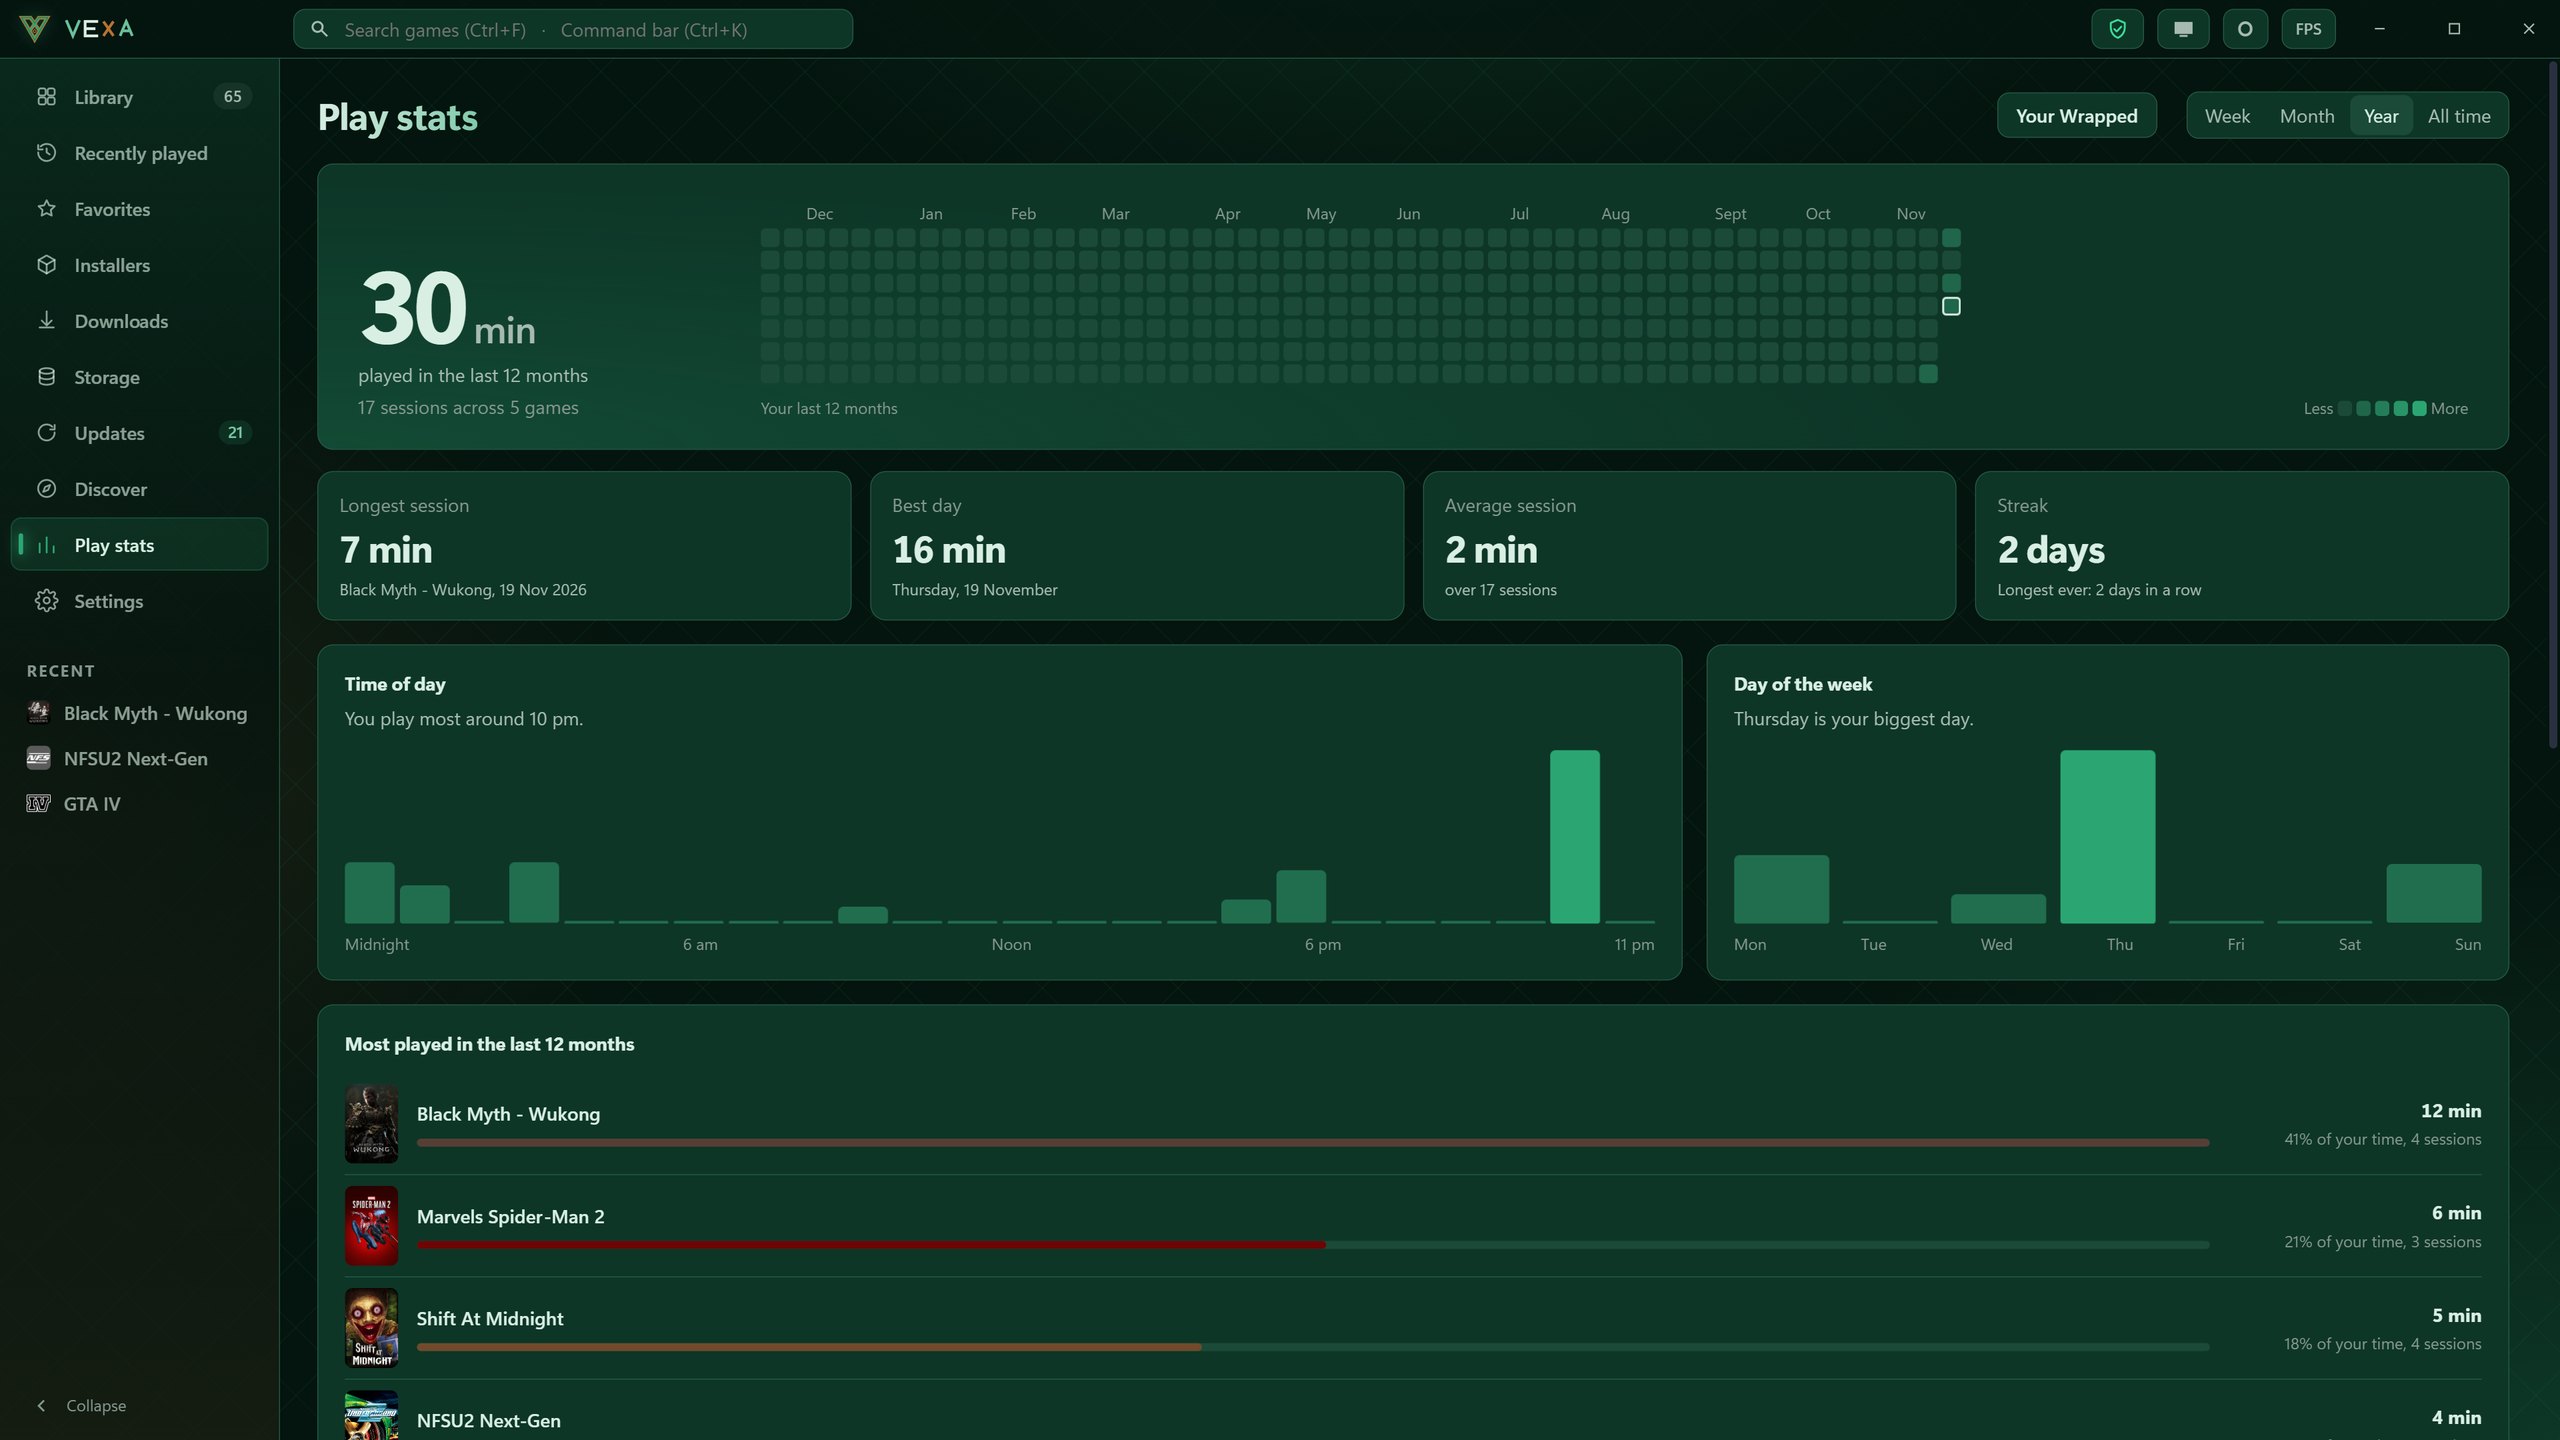 VEXA
Search games (Ctrl+F) · Command bar (Ctrl+K)
FPS
Library 65
Recently played
Favorites
Installers
Downloads
Storage
Updates 21
Discover
Play stats
Settings
RECENT
Black Myth - Wukong
NFSU2 Next-Gen
GTA IV
Collapse
Play stats
Your Wrapped
Week Month Year All time
30 min
played in the last 12 months
17 sessions across 5 games
Dec Jan Feb Mar Apr May Jun Jul Aug Sept Oct Nov
Your last 12 months
Less More
Longest session
7 min
Black Myth - Wukong, 19 Nov 2026
Best day
16 min
Thursday, 19 November
Average session
2 min
over 17 sessions
Streak
2 days
Longest ever: 2 days in a row
Time of day
You play most around 10 pm.
Midnight 6 am Noon 6 pm 11 pm
Day of the week
Thursday is your biggest day.
Mon Tue Wed Thu Fri Sat Sun
Most played in the last 12 months
WUKONG
Black Myth - Wukong
12 min
41% of your time, 4 sessions
SPIDER-MAN 2
Marvels Spider-Man 2
6 min
21% of your time, 3 sessions
SHIFT AT
MIDNIGHT
Shift At Midnight
5 min
18% of your time, 4 sessions
NFSU2 Next-Gen
4 min